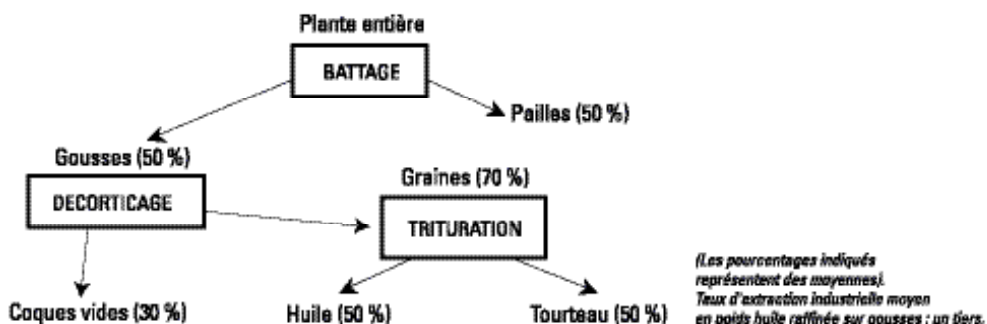 Plante entière
BATTAGE
Pailles (50 %)
Gousses (50 %)
DECORTICAGE
Graines (70 %)
TRITURATION
Coques vides (30 %)
Huile (50 %)
Tourteau (50 %)
(Les pourcentages indiqués
représentent des moyennes).
Taux d'extraction industrielle moyen
en poids huile raffinée sur gousses : un tiers.